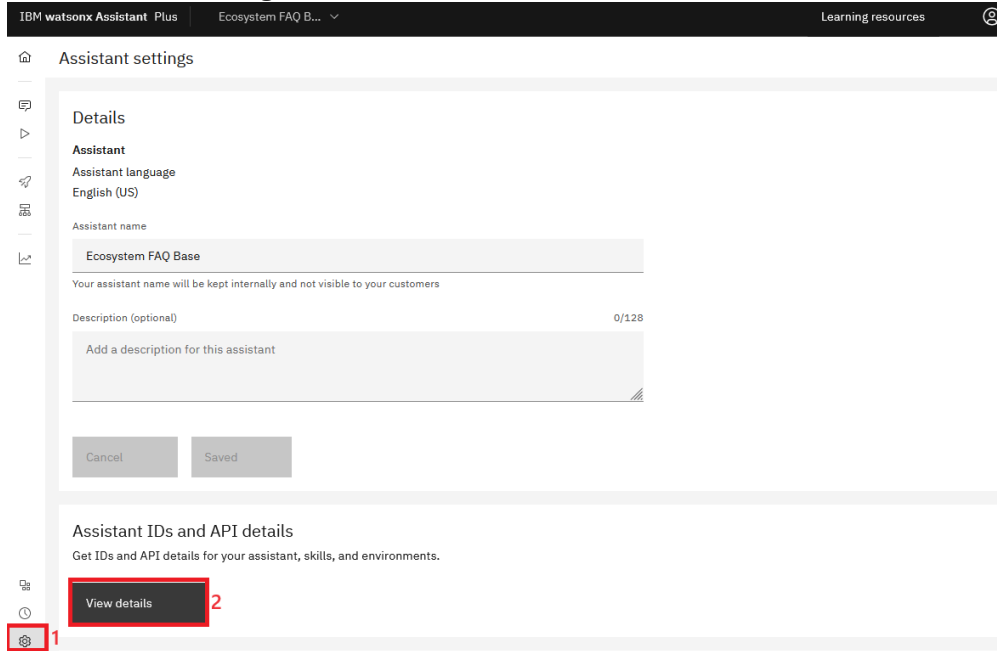 IBM watsonx Assistant Plus Ecosystem FAQ B... Learning resources
Assistant settings
Details
Assistant
Assistant language
English (US)
Assistant name
Ecosystem FAQ Base
Your assistant name will be kept internally and not visible to your customers
Description (optional) 0/128
Add a description for this assistant
Cancel Saved
Assistant IDs and API details
Get IDs and API details for your assistant, skills, and environments.
View details 2
1